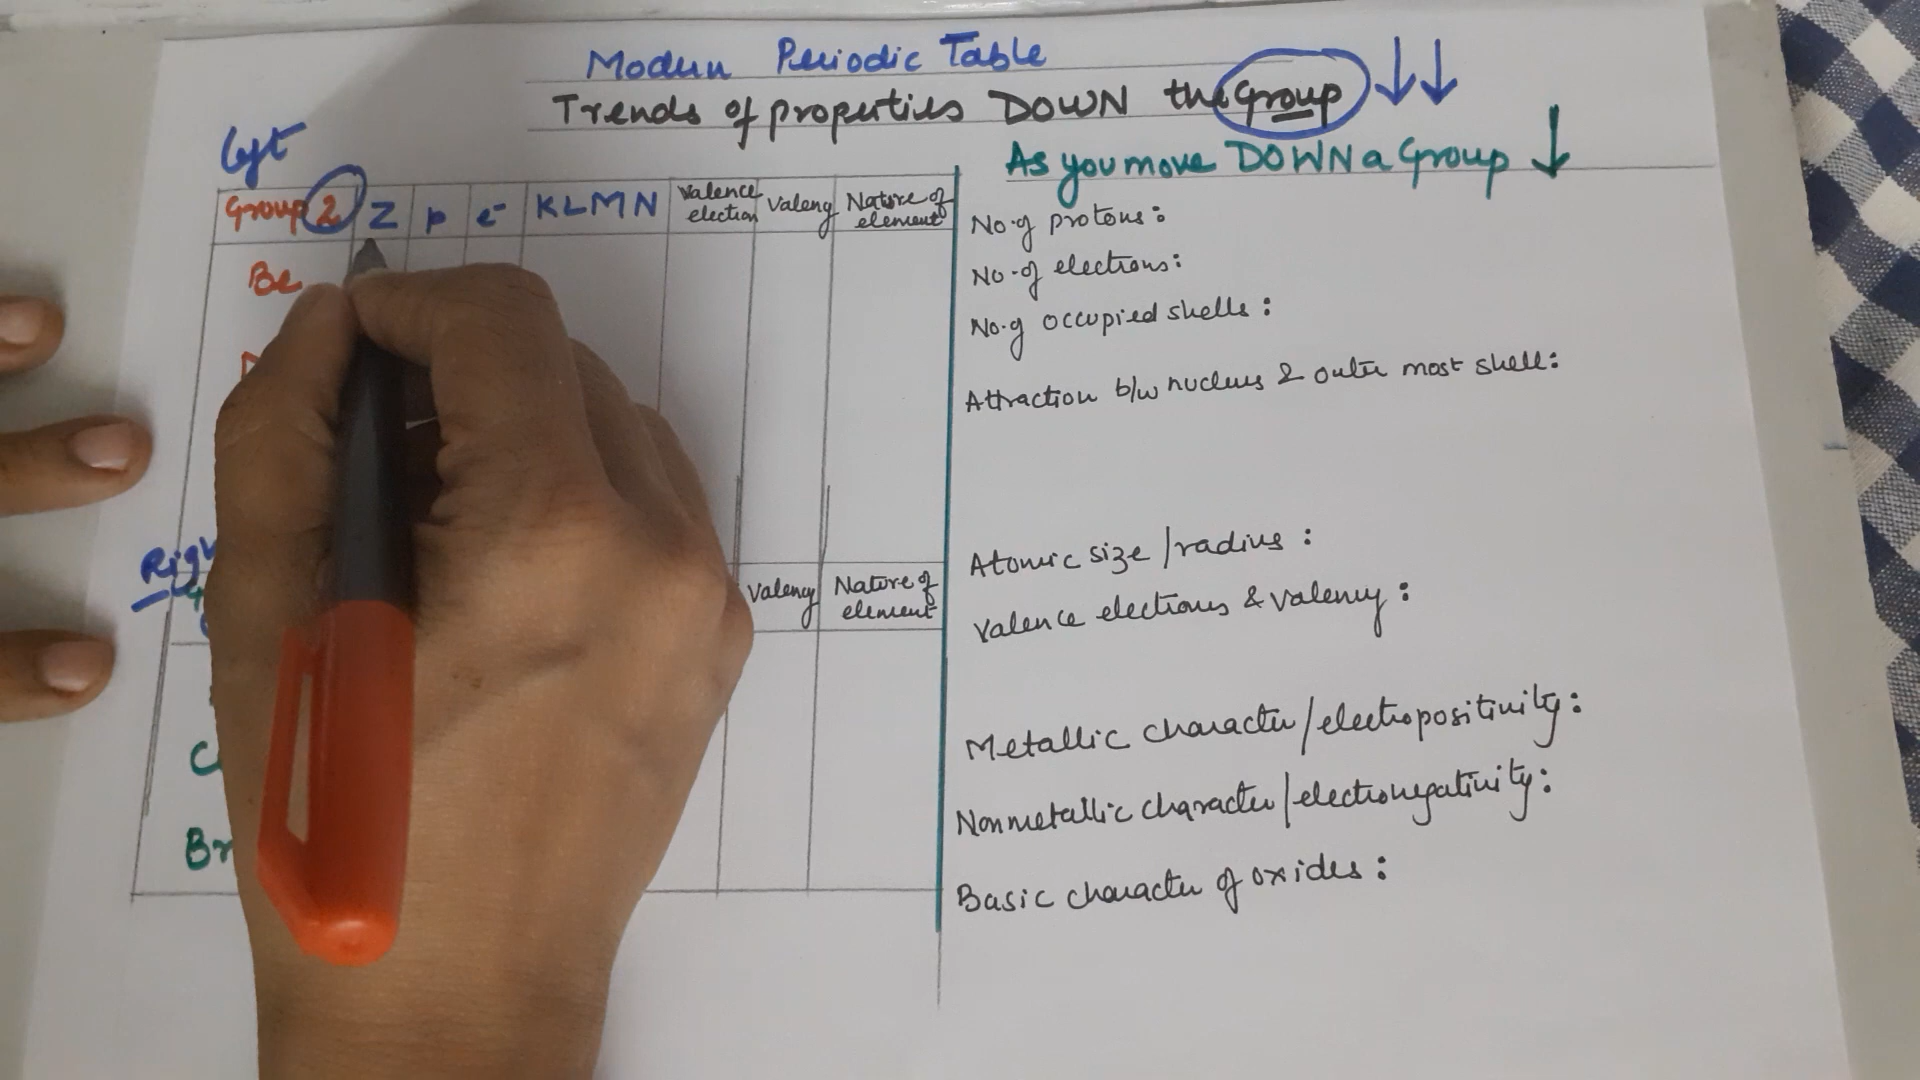 Modern Periodic Table
Trends of properties DOWN the Group
As you move DOWN a Group
Left
Group 2 Z p e- K L M N Valence electron Valency Nature of element
Be
Right
Valency Nature of element
Br
No. of protons:
No. of electrons:
No. of occupied shells:
Attraction b/w nucleus & outer most shell:
Atomic size/radius:
Valence electrons & valency:
Metallic character/electropositivity:
Nonmetallic character/electronegativity:
Basic character of oxides: